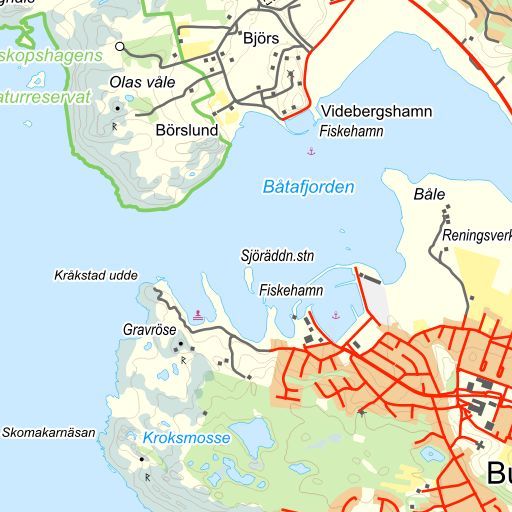 Björs
skopshagens
Olas våle
aturreservat
Videbergshamn
Börslund
Fiskehamn
Båtafjorden
Båle
Reningsverk
Sjöräddn.stn
Kråkstad udde
Fiskehamn
Gravröse
Skomakarnäsan
Kroksmosse
Bu